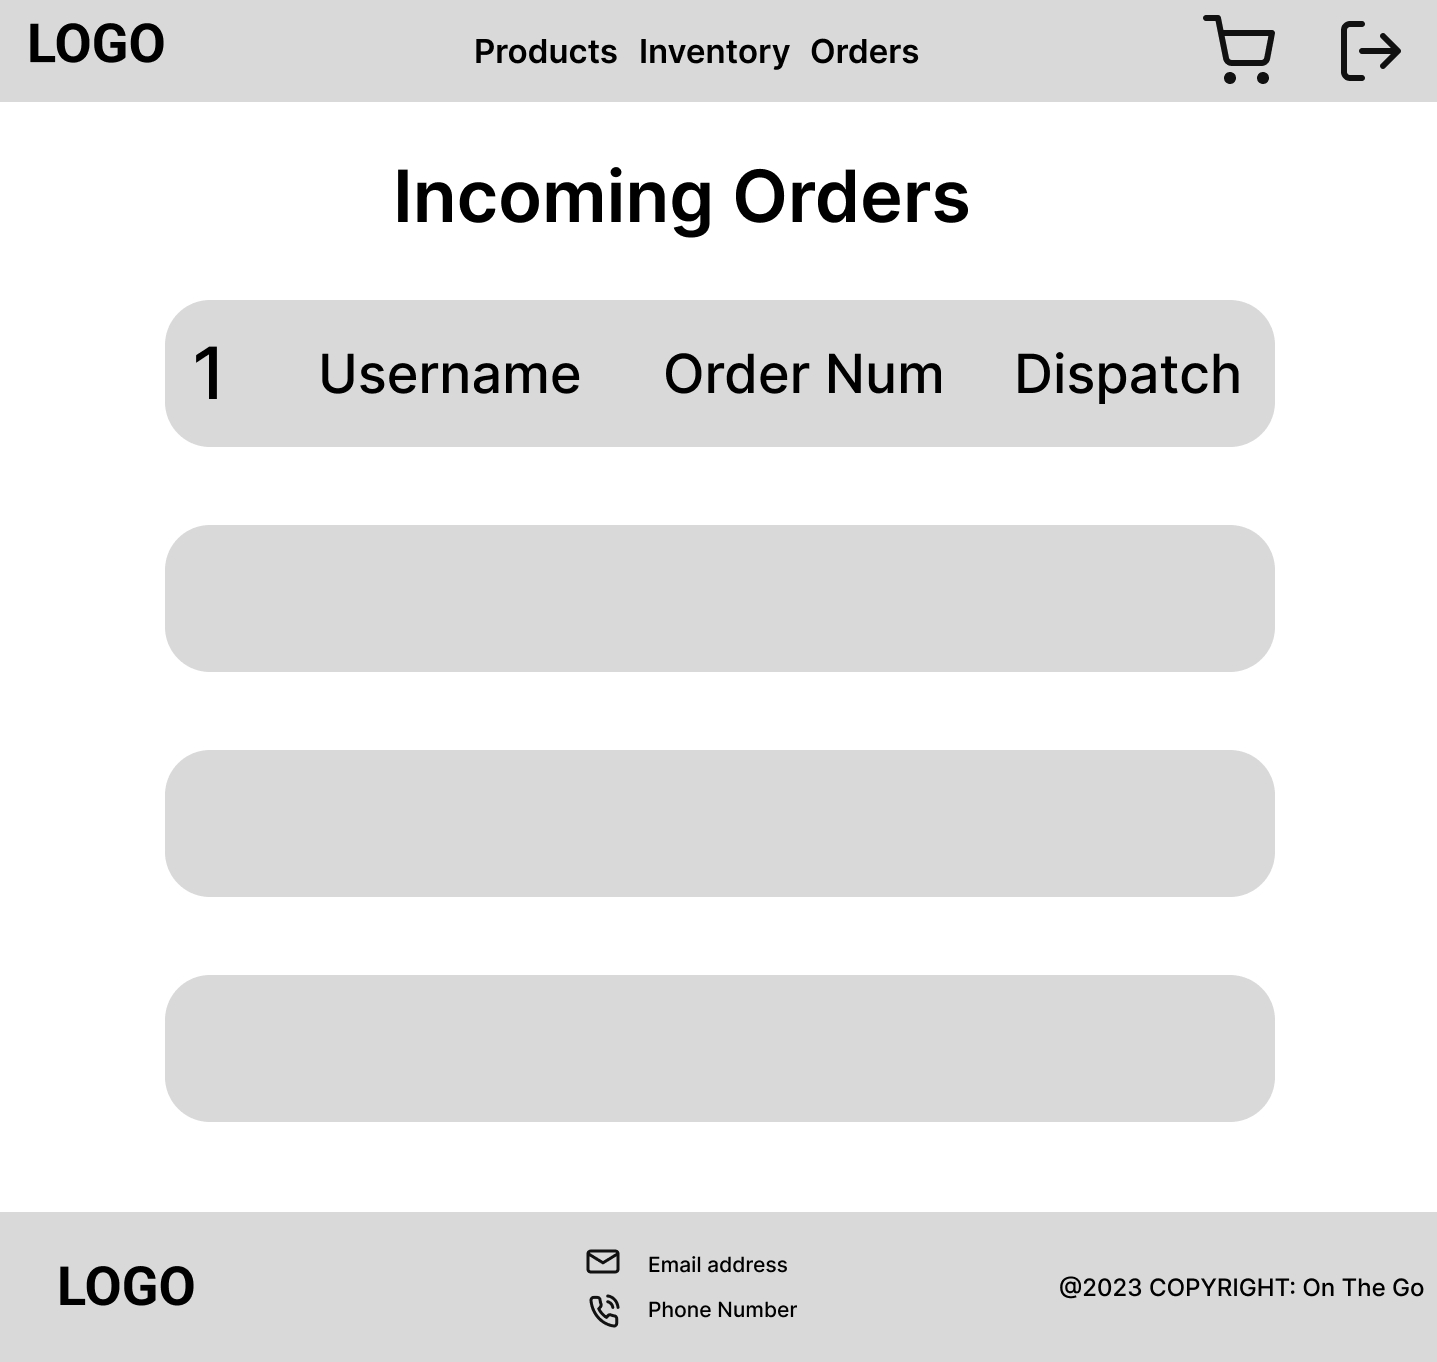 LOGO
Products Inventory Orders
Incoming Orders
1 Username Order Num Dispatch
LOGO
Email address
Phone Number
@2023 COPYRIGHT: On The Go